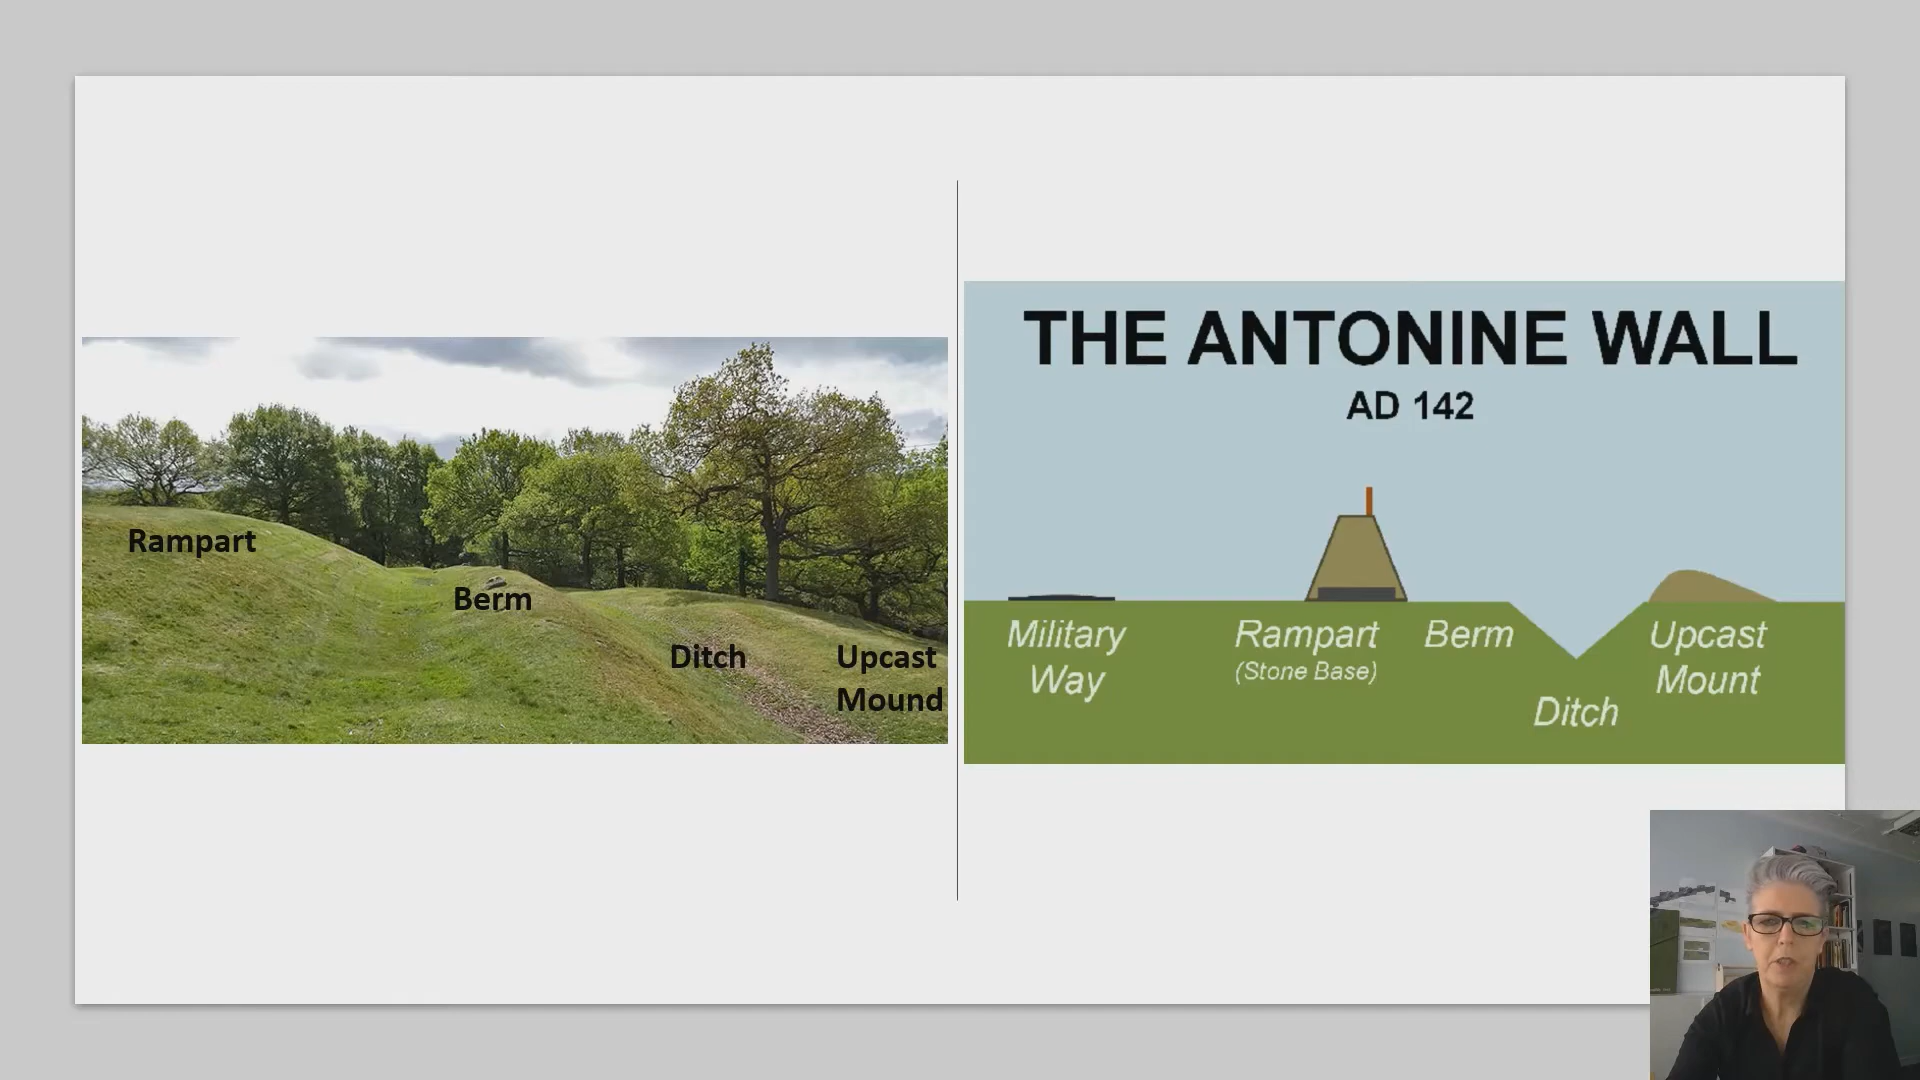 Rampart
Berm
Ditch
Upcast
Mound
THE ANTONINE WALL
AD 142
Military
Way
Rampart
(Stone Base)
Berm
Ditch
Upcast
Mount